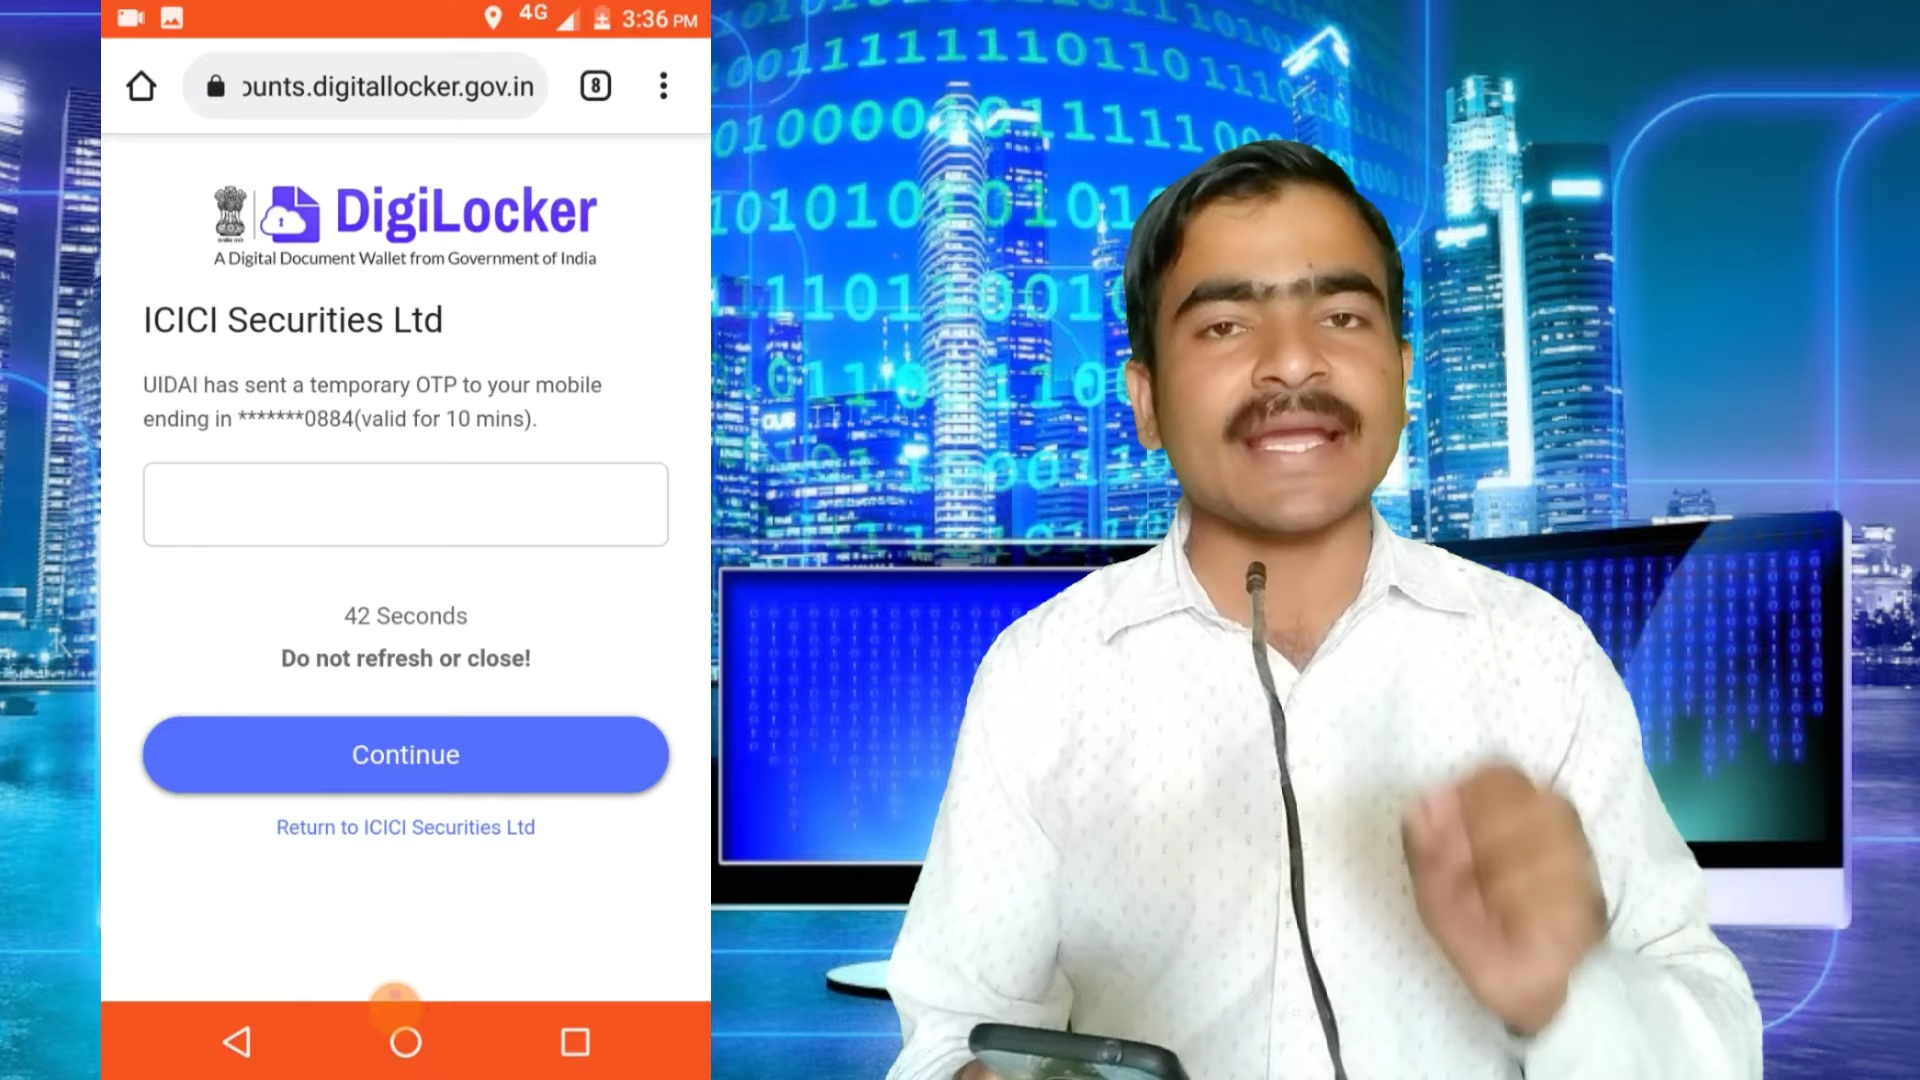 4G 3:36 PM
ounts.digitallocker.gov.in 8
DigiLocker
A Digital Document Wallet from Government of India
ICICI Securities Ltd
UIDAI has sent a temporary OTP to your mobile
ending in *******0884(valid for 10 mins).
42 Seconds
Do not refresh or close!
Continue
Return to ICICI Securities Ltd